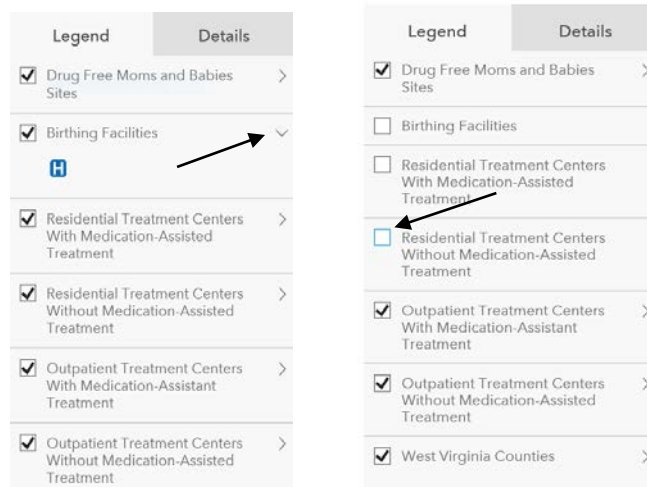 Legend Details
Drug Free Moms and Babies
Sites
Birthing Facilities
H
Residential Treatment Centers
With Medication-Assisted
Treatment
Residential Treatment Centers
Without Medication-Assisted
Treatment
Outpatient Treatment Centers
With Medication-Assistant
Treatment
Outpatient Treatment Centers
Without Medication-Assisted
Treatment
Legend Details
Drug Free Moms and Babies
Sites
Birthing Facilities
Residential Treatment Centers
With Medication-Assisted
Treatment
Residential Treatment Centers
Without Medication-Assisted
Treatment
Outpatient Treatment Centers
With Medication-Assistant
Treatment
Outpatient Treatment Centers
Without Medication-Assisted
Treatment
West Virginia Counties